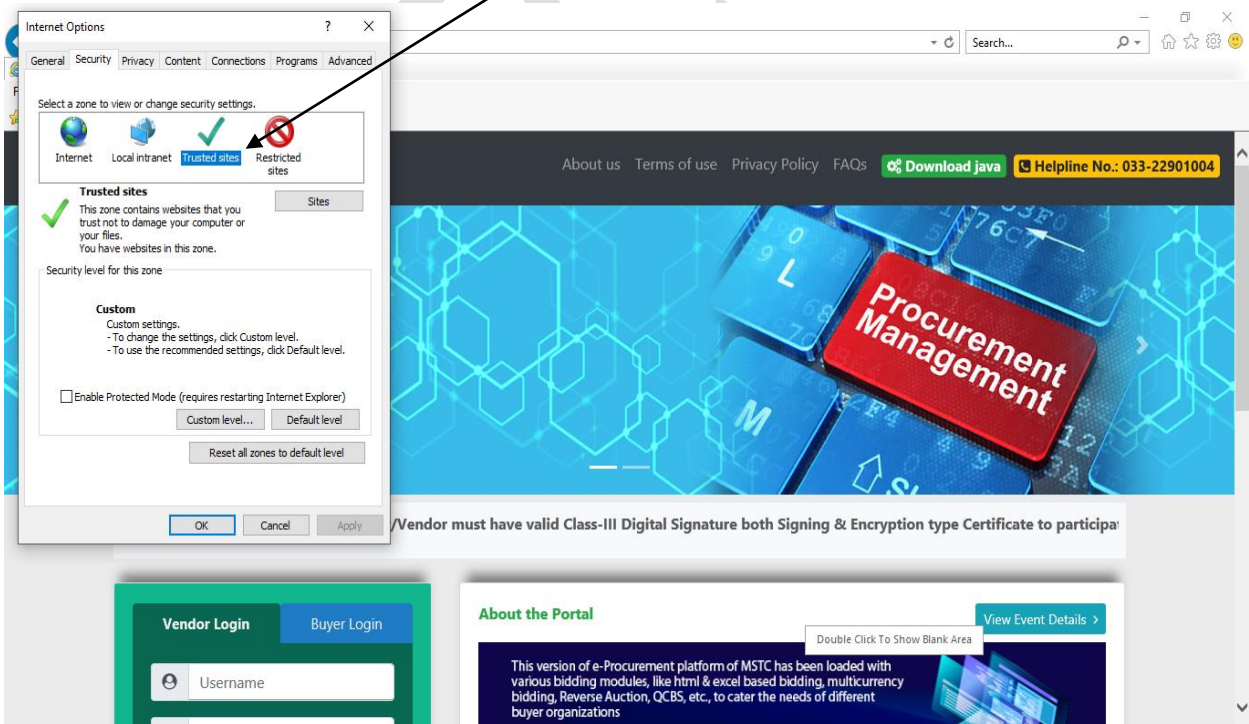 Internet Options
?
X
General Security Privacy Content Connections Programs Advanced
Select a zone to view or change security settings.
Internet
Local intranet
Trusted sites
Restricted
sites
Trusted sites
This zone contains websites that you
trust not to damage your computer or
your files.
You have websites in this zone.
Sites
Security level for this zone
Custom
Custom settings.
- To change the settings, click Custom level.
- To use the recommended settings, click Default level.
Enable Protected Mode (requires restarting Internet Explorer)
Custom level...
Default level
Reset all zones to default level
OK
Cancel
Apply
Search...
About us Terms of use Privacy Policy FAQs Download java Helpline No.: 033-22901004
L
Procurement
Management
M
/Vendor must have valid Class-III Digital Signature both Signing & Encryption type Certificate to participat
Vendor Login
Buyer Login
Username
About the Portal
View Event Details >
Double Click To Show Blank Area
This version of e-Procurement platform of MSTC has been loaded with
various bidding modules, like html & excel based bidding, multicurrency
bidding, Reverse Auction, QCBS, etc., to cater the needs of different
buyer organizations